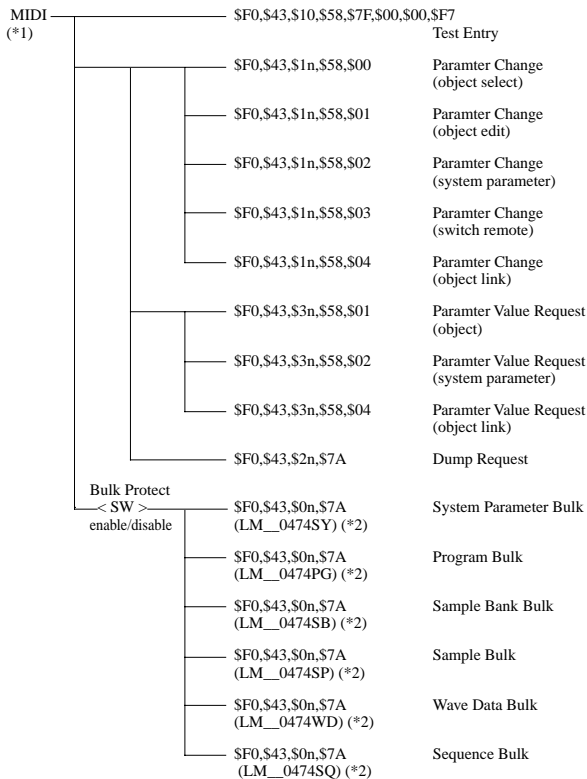 MIDI $F0,$43,$10,$58,$7F,$00,$00,$F7
(*1) Test Entry
$F0,$43,$1n,$58,$00 Paramter Change
(object select)
$F0,$43,$1n,$58,$01 Paramter Change
(object edit)
$F0,$43,$1n,$58,$02 Paramter Change
(system parameter)
$F0,$43,$1n,$58,$03 Paramter Change
(switch remote)
$F0,$43,$1n,$58,$04 Paramter Change
(object link)
$F0,$43,$3n,$58,$01 Paramter Value Request
(object)
$F0,$43,$3n,$58,$02 Paramter Value Request
(system parameter)
$F0,$43,$3n,$58,$04 Paramter Value Request
(object link)
$F0,$43,$2n,$7A Dump Request
Bulk Protect
< SW > $F0,$43,$0n,$7A System Parameter Bulk
enable/disable (LM__0474SY) (*2)
$F0,$43,$0n,$7A Program Bulk
(LM__0474PG) (*2)
$F0,$43,$0n,$7A Sample Bank Bulk
(LM__0474SB) (*2)
$F0,$43,$0n,$7A Sample Bulk
(LM__0474SP) (*2)
$F0,$43,$0n,$7A Wave Data Bulk
(LM__0474WD) (*2)
$F0,$43,$0n,$7A Sequence Bulk
(LM__0474SQ) (*2)